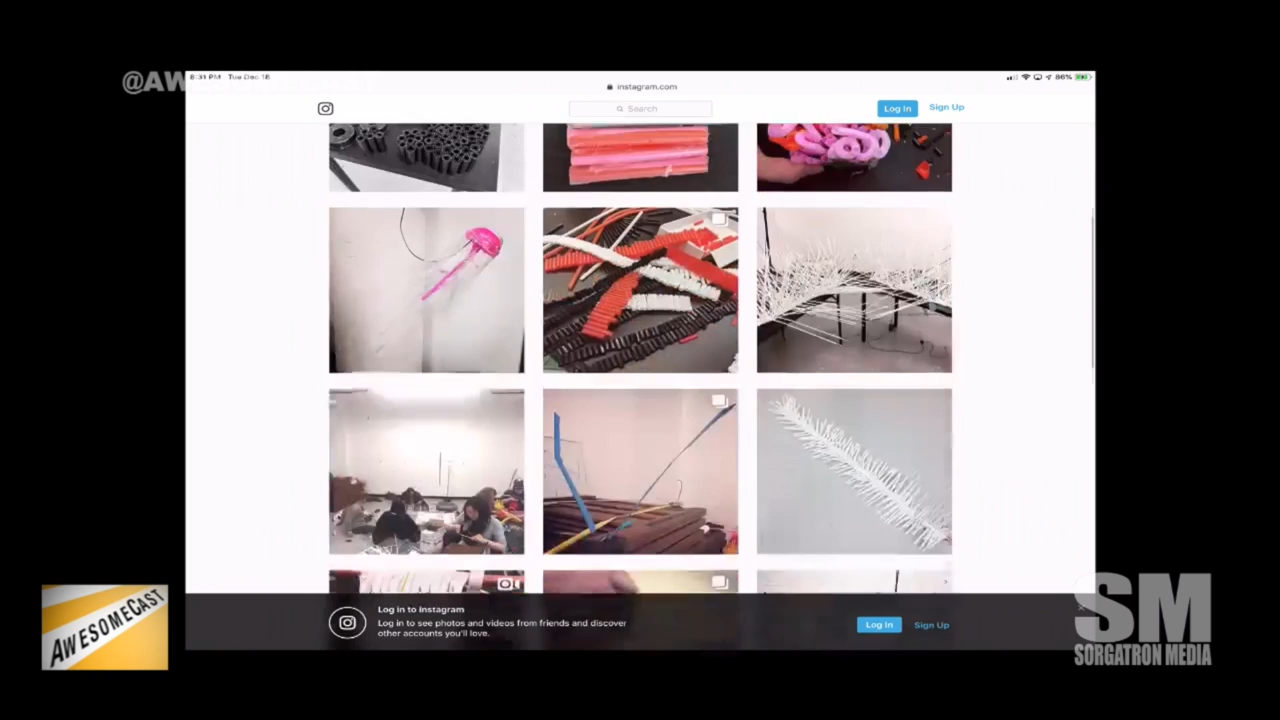 @AW
8:31 PM Tue Dec 18
86%
instagram.com
Search
Log In
Sign Up
Log in to Instagram
Log in to see photos and videos from friends and discover
other accounts you'll love.
Log In
Sign Up
AWESOMECAST
SM
SORGATRON MEDIA